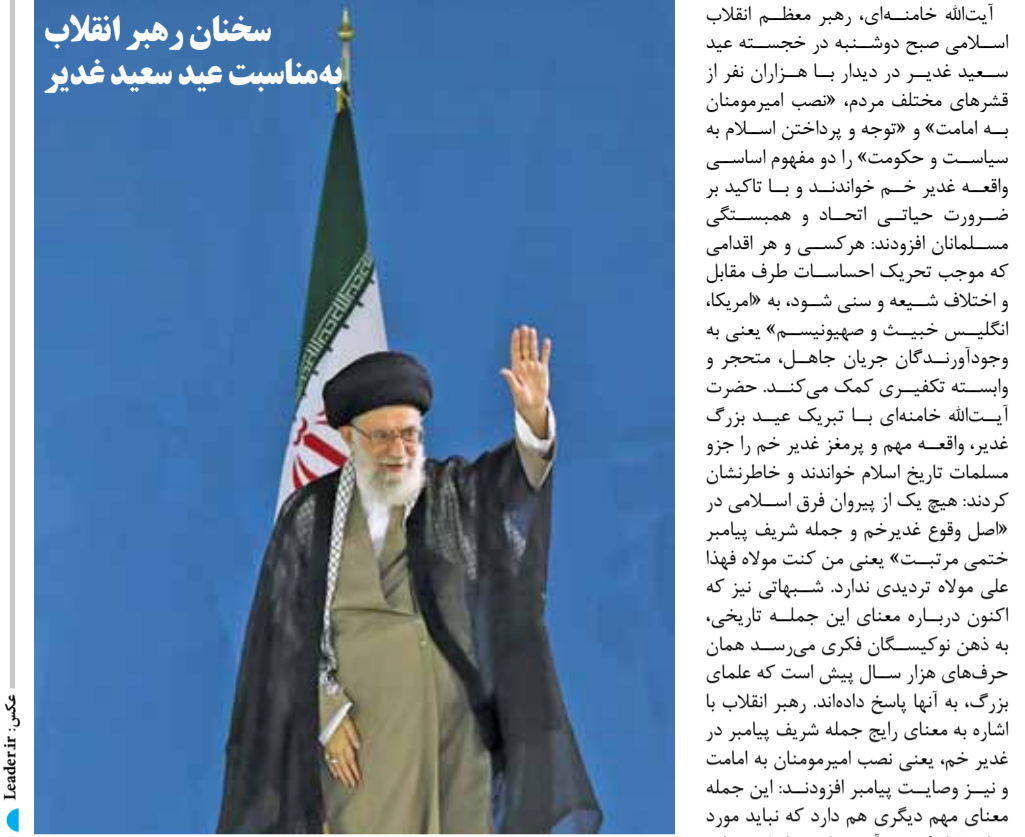 سخنان رهبر انقلاب
به‌مناسبت عید سعید غدیر
آیت‌الله خامنه‌ای، رهبر معظم انقلاب
اسلامی صبح دوشنبه در خجسته عید
سعید غدیر در دیدار با هزاران نفر از
قشرهای مختلف مردم، «نصب امیرمومنان
به امامت» و «توجه و پرداختن اسلام به
سیاست و حکومت» را دو مفهوم اساسی
واقعه غدیر خم خواندند و با تاکید بر
ضرورت حیاتی اتحاد و همبستگی
مسلمانان افزودند: هرکسی و هر اقدامی
که موجب تحریک احساسات طرف مقابل
و اختلاف شیعه و سنی شود، به «امریکا،
انگلیس خبیث و صهیونیسم» یعنی به
وجودآورندگان جریان جاهل، متحجر و
وابسته تکفیری کمک می‌کند. حضرت
آیت‌الله خامنه‌ای با تبریک عید بزرگ
غدیر، واقعه مهم و پرمغز غدیر خم را جزو
مسلمات تاریخ اسلام خواندند و خاطرنشان
کردند: هیچ یک از پیروان فرق اسلامی در
«اصل وقوع غدیرخم و جمله شریف پیامبر
ختمی مرتبت» یعنی من کنت مولاه فهذا
علی مولاه تردیدی ندارد. شبهاتی نیز که
اکنون درباره معنای این جمله تاریخی،
به ذهن نوکیسگان فکری می‌رسد همان
حرف‌های هزار سال پیش است که علمای
بزرگ، به آنها پاسخ داده‌اند. رهبر انقلاب با
اشاره به معنای رایج جمله شریف پیامبر در
غدیر خم، یعنی نصب امیرمومنان به امامت
و نیز وصایت پیامبر افزودند: این جمله
معنای مهم دیگری هم دارد که نباید مورد
عکس: Leader.ir